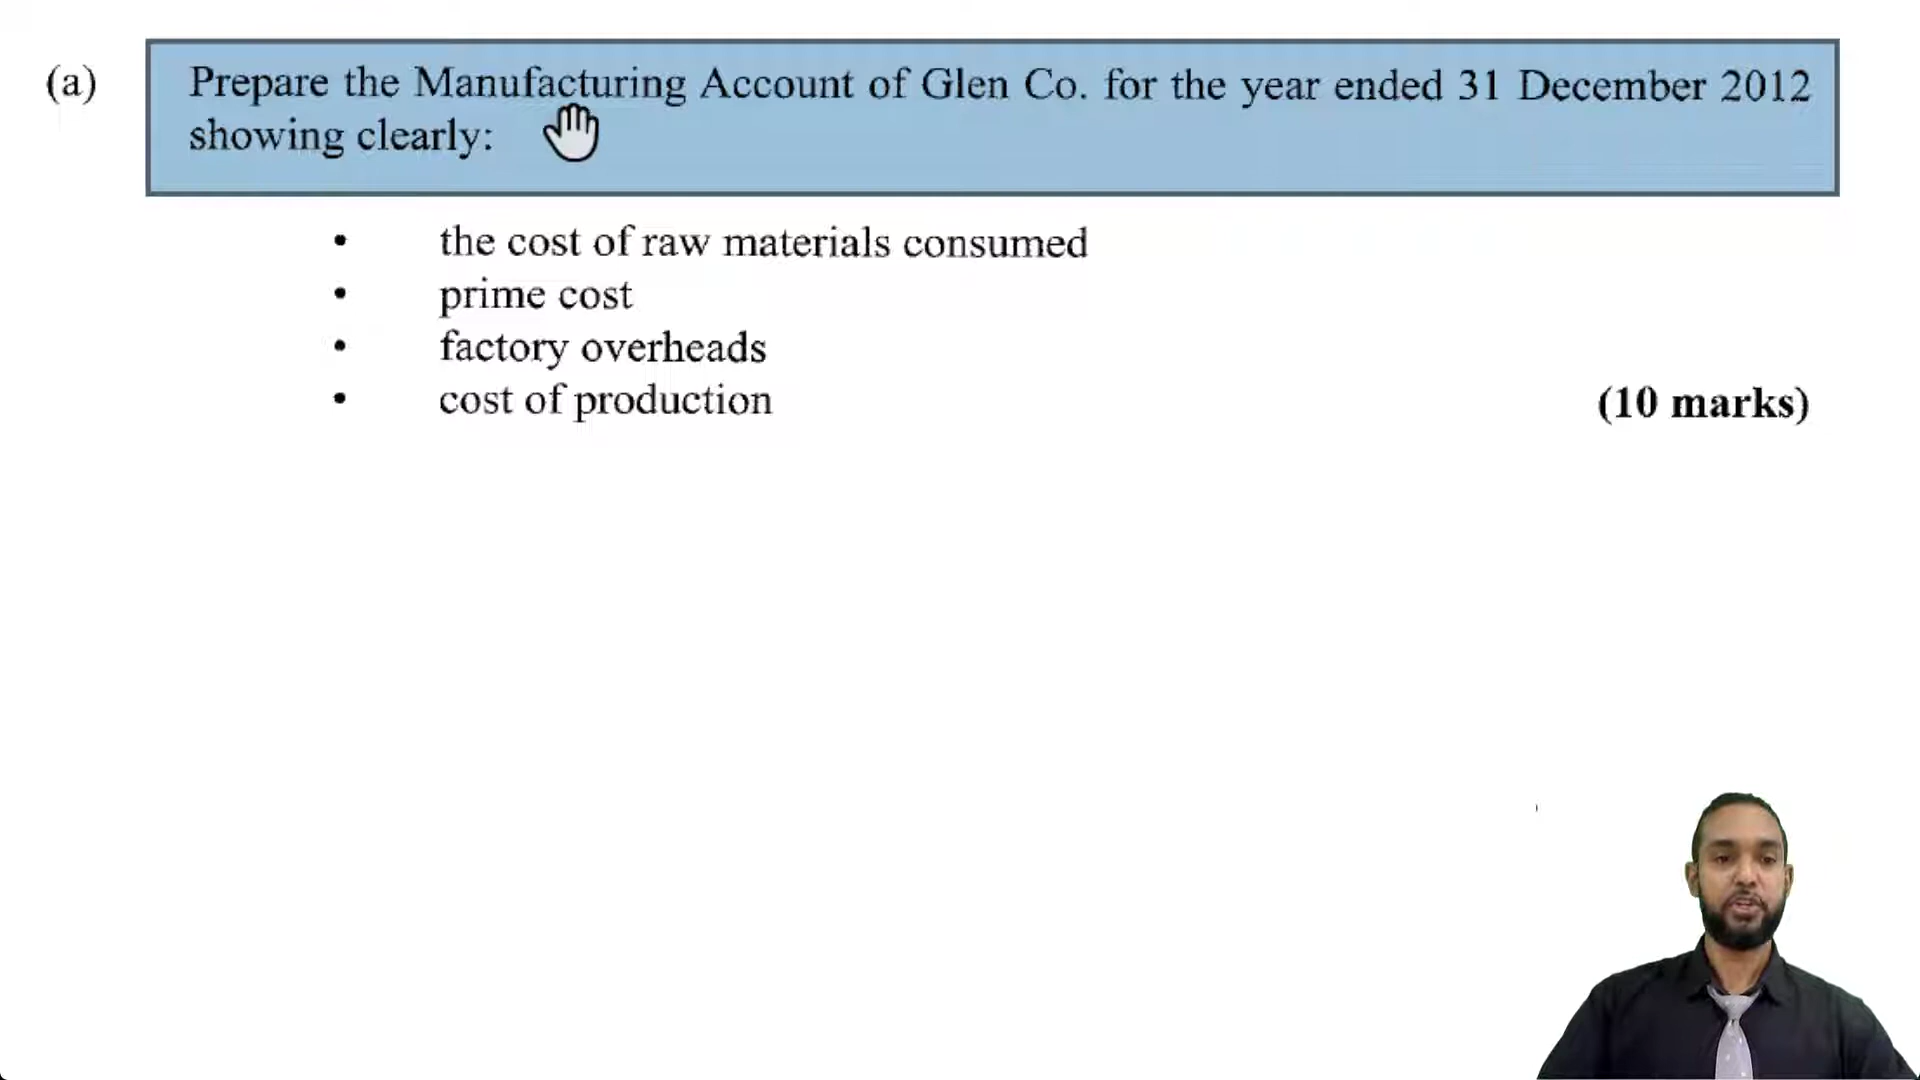 (a) Prepare the Manufacturing Account of Glen Co. for the year ended 31 December 2012
showing clearly:
• the cost of raw materials consumed
• prime cost
• factory overheads
• cost of production (10 marks)